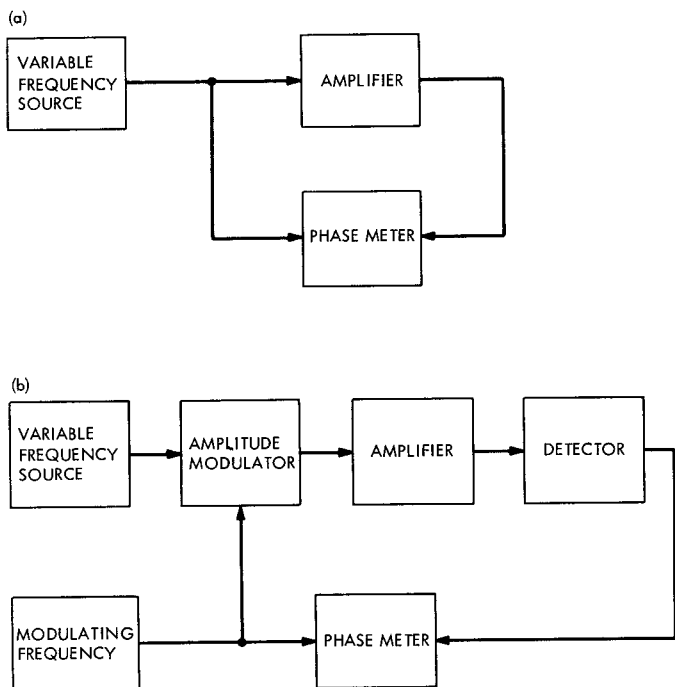 (a)
VARIABLE
FREQUENCY
SOURCE
AMPLIFIER
PHASE METER
(b)
VARIABLE
FREQUENCY
SOURCE
AMPLITUDE
MODULATOR
AMPLIFIER
DETECTOR
MODULATING
FREQUENCY
PHASE METER